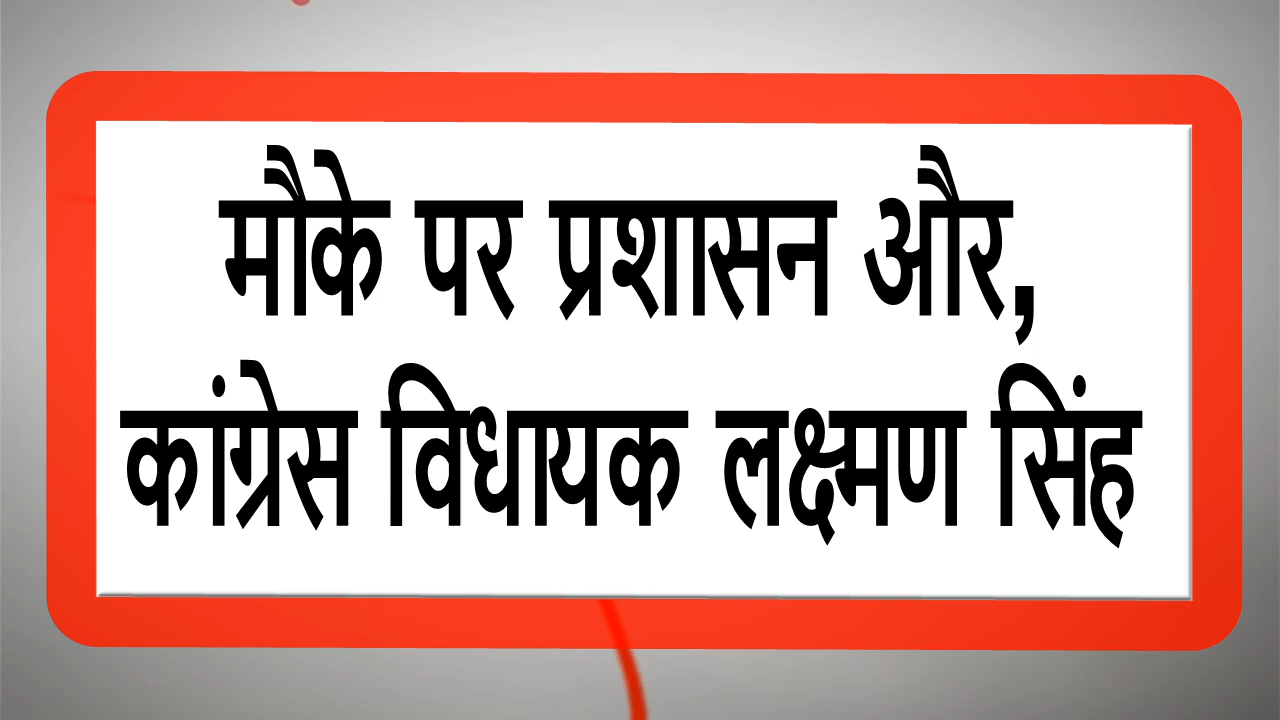 मौके पर प्रशासन और,
कांग्रेस विधायक लक्ष्मण सिंह